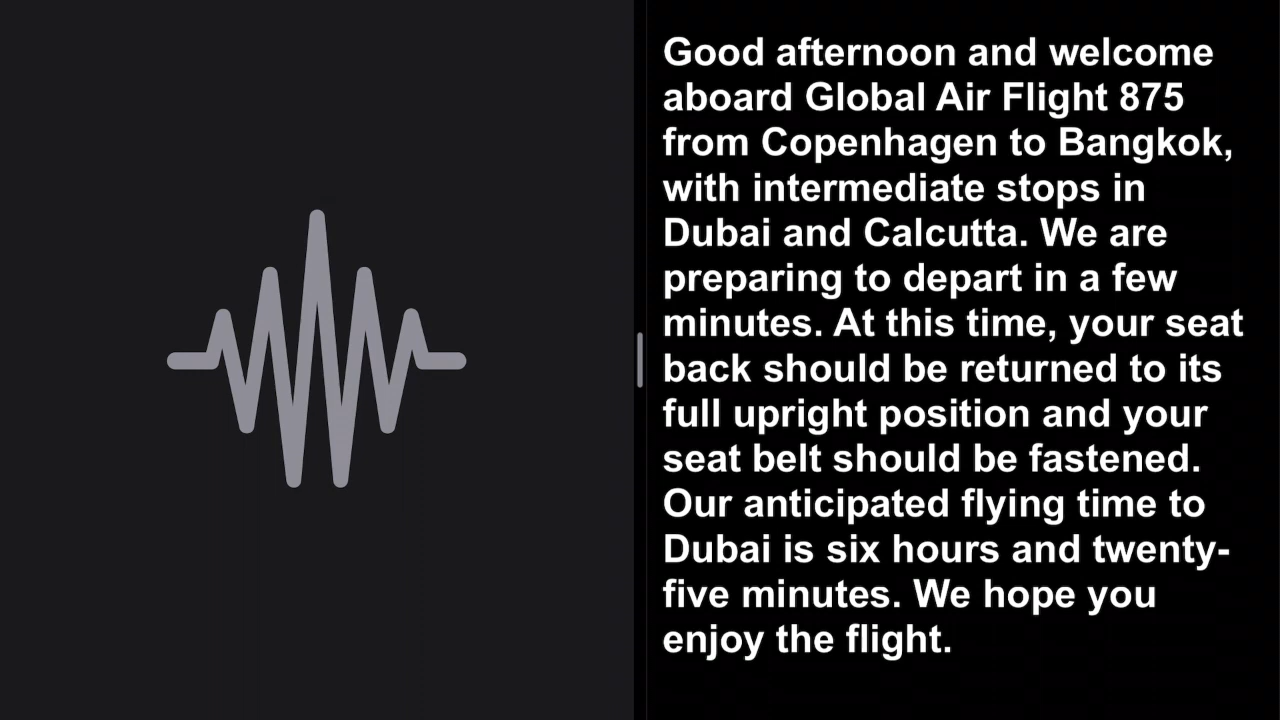 Good afternoon and welcome
aboard Global Air Flight 875
from Copenhagen to Bangkok,
with intermediate stops in
Dubai and Calcutta. We are
preparing to depart in a few
minutes. At this time, your seat
back should be returned to its
full upright position and your
seat belt should be fastened.
Our anticipated flying time to
Dubai is six hours and twenty-
five minutes. We hope you
enjoy the flight.